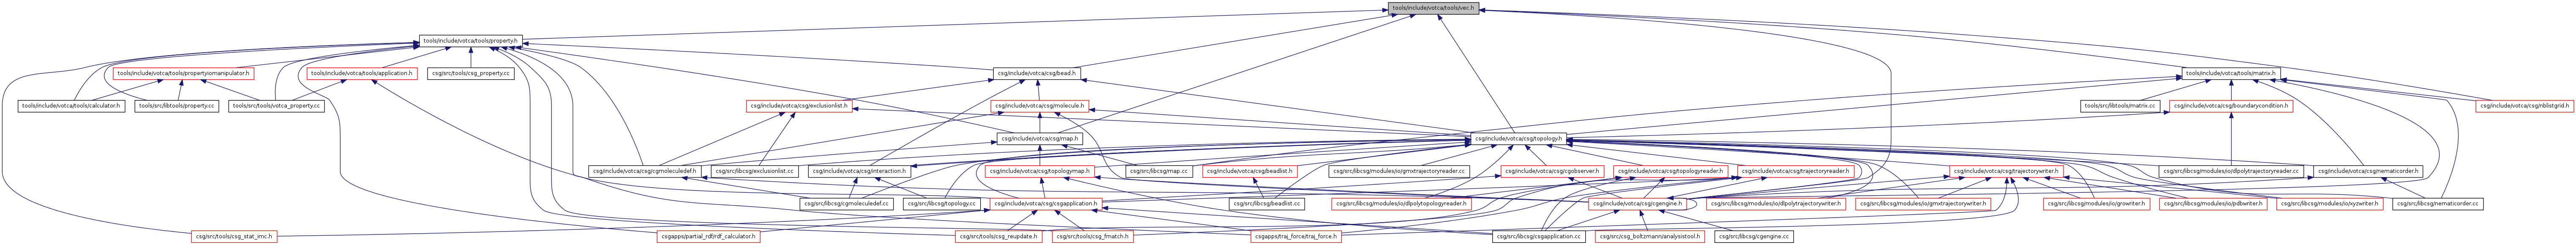 tools/include/votca/tools/vec.h
tools/include/votca/tools/property.h
tools/include/votca/tools/propertyiomanipulator.h
tools/include/votca/tools/application.h
csg/src/tools/csg_property.cc
csg/include/votca/csg/bead.h
tools/include/votca/tools/matrix.h
tools/include/votca/tools/calculator.h
tools/src/libtools/property.cc
tools/src/tools/votca_property.cc
csg/include/votca/csg/exclusionlist.h
csg/include/votca/csg/molecule.h
tools/src/libtools/matrix.cc
csg/include/votca/csg/boundarycondition.h
csg/include/votca/csg/nblistgrid.h
csg/include/votca/csg/map.h
csg/include/votca/csg/topology.h
csg/include/votca/csg/cgmoleculedef.h
csg/src/libcsg/exclusionlist.cc
csg/include/votca/csg/interaction.h
csg/include/votca/csg/topologymap.h
csg/src/libcsg/map.cc
csg/include/votca/csg/beadlist.h
csg/src/libcsg/modules/io/gmxtrajectoryreader.cc
csg/include/votca/csg/cgobserver.h
csg/include/votca/csg/topologyreader.h
csg/include/votca/csg/trajectoryreader.h
csg/include/votca/csg/trajectorywriter.h
csg/src/libcsg/modules/io/dlpolytrajectoryreader.cc
csg/include/votca/csg/nematicorder.h
csg/src/libcsg/cgmoleculedef.cc
csg/src/libcsg/topology.cc
csg/include/votca/csg/csgapplication.h
csg/src/libcsg/beadlist.cc
csg/src/libcsg/modules/io/dlpolytopologyreader.h
csg/include/votca/csg/cgengine.h
csg/src/libcsg/modules/io/dlpolytrajectorywriter.h
csg/src/libcsg/modules/io/gmxtrajectorywriter.h
csg/src/libcsg/modules/io/growriter.h
csg/src/libcsg/modules/io/pdbwriter.h
csg/src/libcsg/modules/io/xyzwriter.h
csg/src/libcsg/nematicorder.cc
csg/src/tools/csg_stat_imc.h
csgapps/partial_rdf/rdf_calculator.h
csg/src/tools/csg_reupdate.h
csg/src/tools/csg_fmatch.h
csgapps/traj_force/traj_force.h
csg/src/libcsg/csgapplication.cc
csg/src/csg_boltzmann/analysistool.h
csg/src/libcsg/cgengine.cc